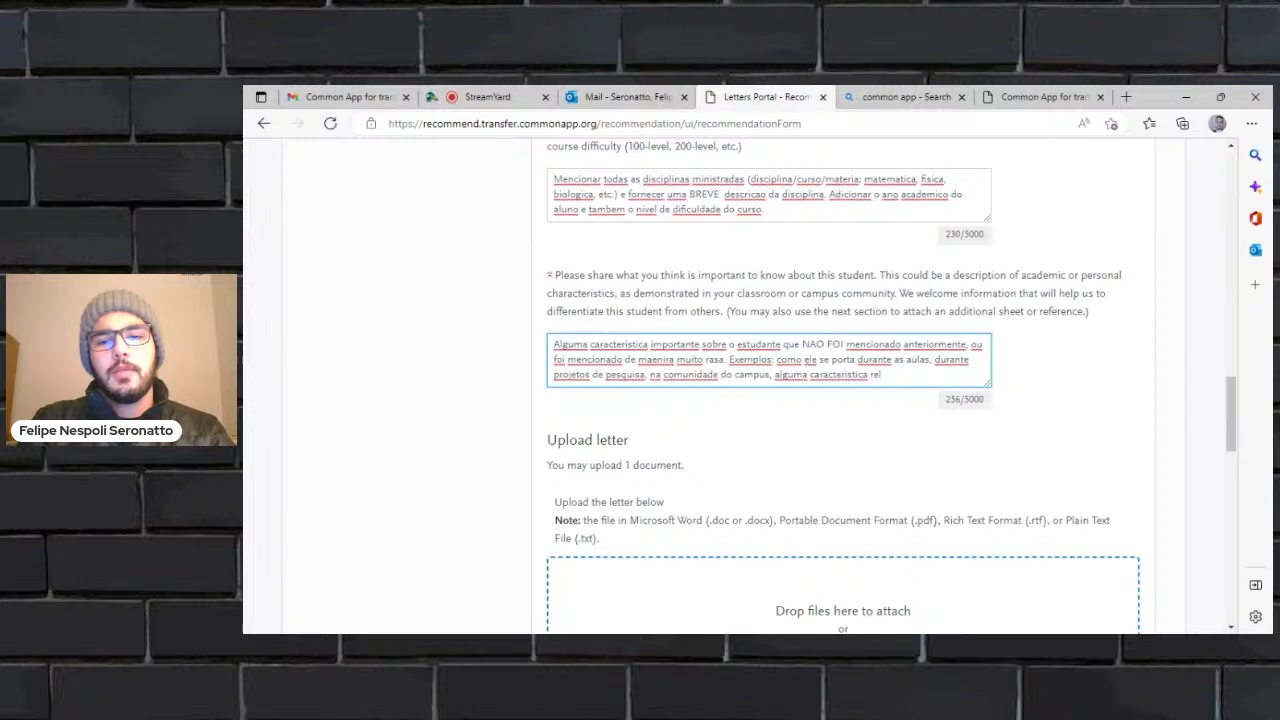 Common App for tran
StreamYard
Mail - Seronatto, Felip
Letters Portal - Recom
common app - Search
Common App for tran
https://recommend.transfer.commonapp.org/recommendation/ui/recommendationForm
course difficulty (100-level, 200-level, etc.)
Mencionar todas as disciplinas ministradas (disciplina/curso/materia: matematica, fisica,
biologica, etc.) e fornecer uma BREVE descricao da disciplina. Adicionar o ano academico do
aluno e tambem o nivel de dificuldade do curso.
230/5000
* Please share what you think is important to know about this student. This could be a description of academic or personal
characteristics, as demonstrated in your classroom or campus community. We welcome information that will help us to
differentiate this student from others. (You may also use the next section to attach an additional sheet or reference.)
Alguma caracteristica importante sobre o estudante que NAO FOI mencionado anteriormente, ou
foi mencionado de maenira muito rasa. Exemplos: como ele se porta durante as aulas, durante
projetos de pesquisa, na comunidade do campus, alguma caracteristica rel
256/5000
Upload letter
You may upload 1 document.
Upload the letter below
Note: the file in Microsoft Word (.doc or .docx), Portable Document Format (.pdf), Rich Text Format (.rtf), or Plain Text
File (.txt).
Drop files here to attach
or
Felipe Nespoli Seronatto